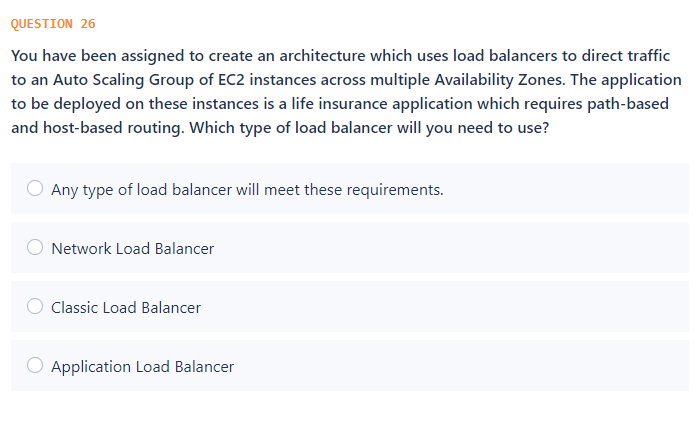 QUESTION 26
You have been assigned to create an architecture which uses load balancers to direct traffic
to an Auto Scaling Group of EC2 instances across multiple Availability Zones. The application
to be deployed on these instances is a life insurance application which requires path-based
and host-based routing. Which type of load balancer will you need to use?
Any type of load balancer will meet these requirements.
Network Load Balancer
Classic Load Balancer
Application Load Balancer